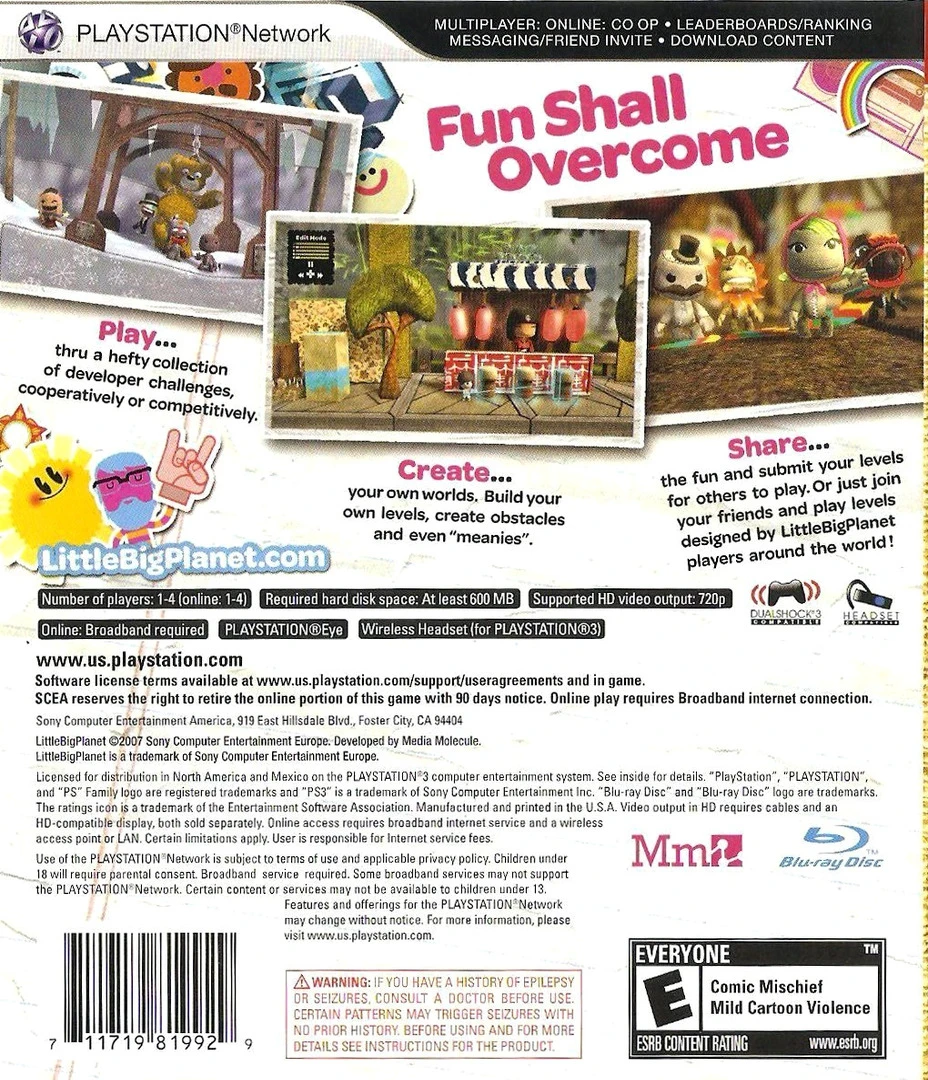 PLAYSTATION®Network
MULTIPLAYER: ONLINE: CO OP • LEADERBOARDS/RANKING
MESSAGING/FRIEND INVITE • DOWNLOAD CONTENT
Fun Shall
Overcome
Edit Mode
Play...
thru a hefty collection
of developer challenges,
cooperatively or competitively.
Create...
your own worlds. Build your
own levels, create obstacles
and even "meanies".
Share...
the fun and submit your levels
for others to play. Or just join
your friends and play levels
designed by LittleBigPlanet
players around the world!
LittleBigPlanet.com
Number of players: 1-4 (online: 1-4) Required hard disk space: At least 600 MB Supported HD video output: 720p
Online: Broadband required PLAYSTATION®Eye Wireless Headset (for PLAYSTATION®3)
DUALSHOCK®3
COMPATIBLE
HEADSET
COMPATIBLE
www.us.playstation.com
Software license terms available at www.us.playstation.com/support/useragreements and in game.
SCEA reserves the right to retire the online portion of this game with 90 days notice. Online play requires Broadband internet connection.
Sony Computer Entertainment America, 919 East Hillsdale Blvd., Foster City, CA 94404
LittleBigPlanet ©2007 Sony Computer Entertainment Europe. Developed by Media Molecule.
LittleBigPlanet is a trademark of Sony Computer Entertainment Europe.
Licensed for distribution in North America and Mexico on the PLAYSTATION®3 computer entertainment system. See inside for details. "PlayStation", "PLAYSTATION",
and "PS" Family logo are registered trademarks and "PS3" is a trademark of Sony Computer Entertainment Inc. "Blu-ray Disc" and "Blu-ray Disc" logo are trademarks.
The ratings icon is a trademark of the Entertainment Software Association. Manufactured and printed in the U.S.A. Video output in HD requires cables and an
HD-compatible display, both sold separately. Online access requires broadband internet service and a wireless
access point or LAN. Certain limitations apply. User is responsible for Internet service fees.
Use of the PLAYSTATION®Network is subject to terms of use and applicable privacy policy. Children under
18 will require parental consent. Broadband service required. Some broadband services may not support
the PLAYSTATION®Network. Certain content or services may not be available to children under 13.
Features and offerings for the PLAYSTATION®Network
may change without notice. For more information, please
visit www.us.playstation.com.
Mm
Blu-ray Disc™
7 11719 81992 9
WARNING: IF YOU HAVE A HISTORY OF EPILEPSY
OR SEIZURES, CONSULT A DOCTOR BEFORE USE.
CERTAIN PATTERNS MAY TRIGGER SEIZURES WITH
NO PRIOR HISTORY. BEFORE USING AND FOR MORE
DETAILS SEE INSTRUCTIONS FOR THE PRODUCT.
EVERYONE ™
E
Comic Mischief
Mild Cartoon Violence
ESRB CONTENT RATING www.esrb.org